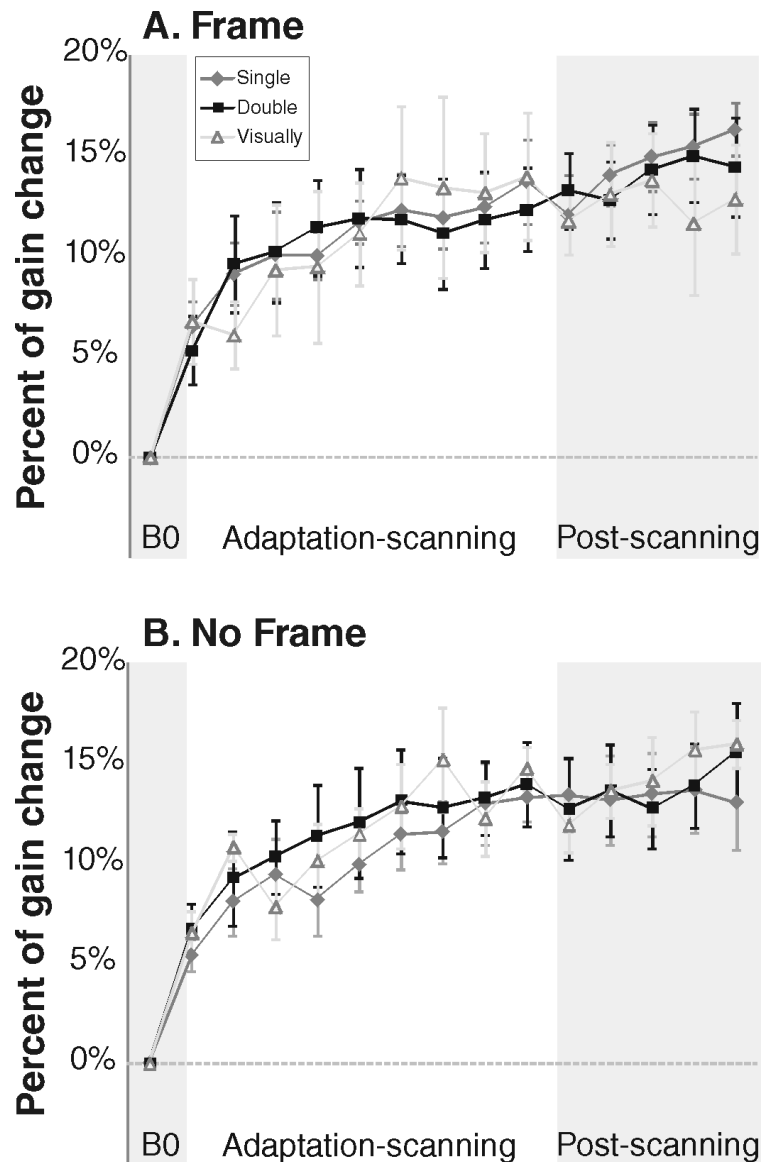 A. Frame
20%
15%
10%
5%
0%
Percent of gain change
Single
Double
Visually
B0
Adaptation-scanning
Post-scanning
B. No Frame
20%
15%
10%
5%
0%
Percent of gain change
B0
Adaptation-scanning
Post-scanning